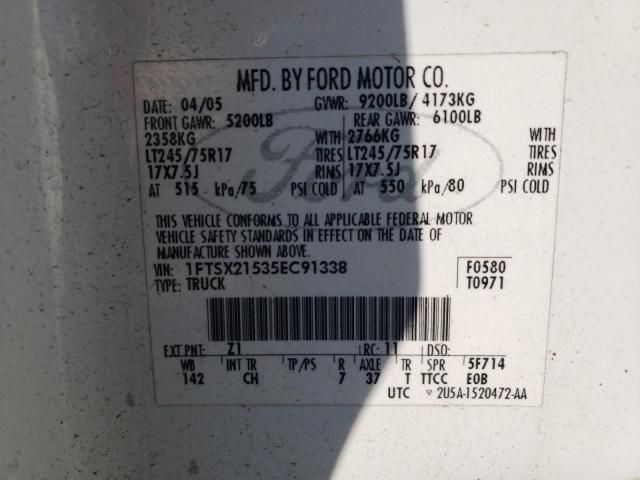 MFD. BY FORD MOTOR CO.
DATE: 04/05 GVWR: 9200LB/ 4173KG
FRONT GAWR: 5200LB REAR GAWR: 6100LB
2358KG WITH 2766KG WITH
LT245/75R17 TIRES LT245/75R17 TIRES
17X7.5J RIMS 17X7.5J RIMS
AT 515 kPa/75 PSI COLD AT 550 kPa/80 PSI COLD
Ford
THIS VEHICLE CONFORMS TO ALL APPLICABLE FEDERAL MOTOR
VEHICLE SAFETY STANDARDS IN EFFECT ON THE DATE OF
MANUFACTURE SHOWN ABOVE.
VIN: 1FTSX21535EC91338 F0580
TYPE: TRUCK T0971
EXT PNT: Z1 RC: 11 DSO:
WB INT TR TP/PS R AXLE TR SPR 5F714
142 CH 7 37 T TTCC EOB
UTC ▽ 2U5A-1520472-AA